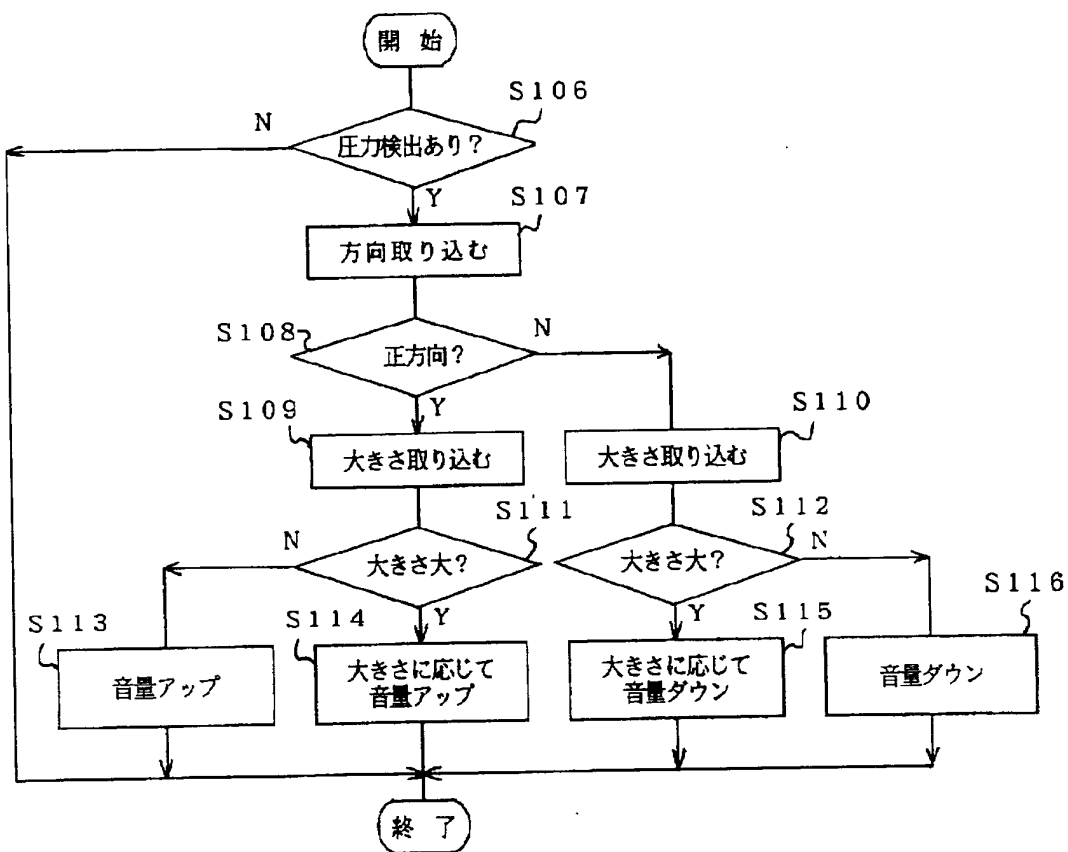 開 始
S106
N
圧力検出あり？
Y
S107
方向取り込む
S108
N
正方向？
Y
S109
S110
大きさ取り込む
大きさ取り込む
S111
S112
N
大きさ大？
大きさ大？
N
S116
S113
S114
Y
Y
S115
音量アップ
大きさに応じて
音量アップ
大きさに応じて
音量ダウン
音量ダウン
終 了